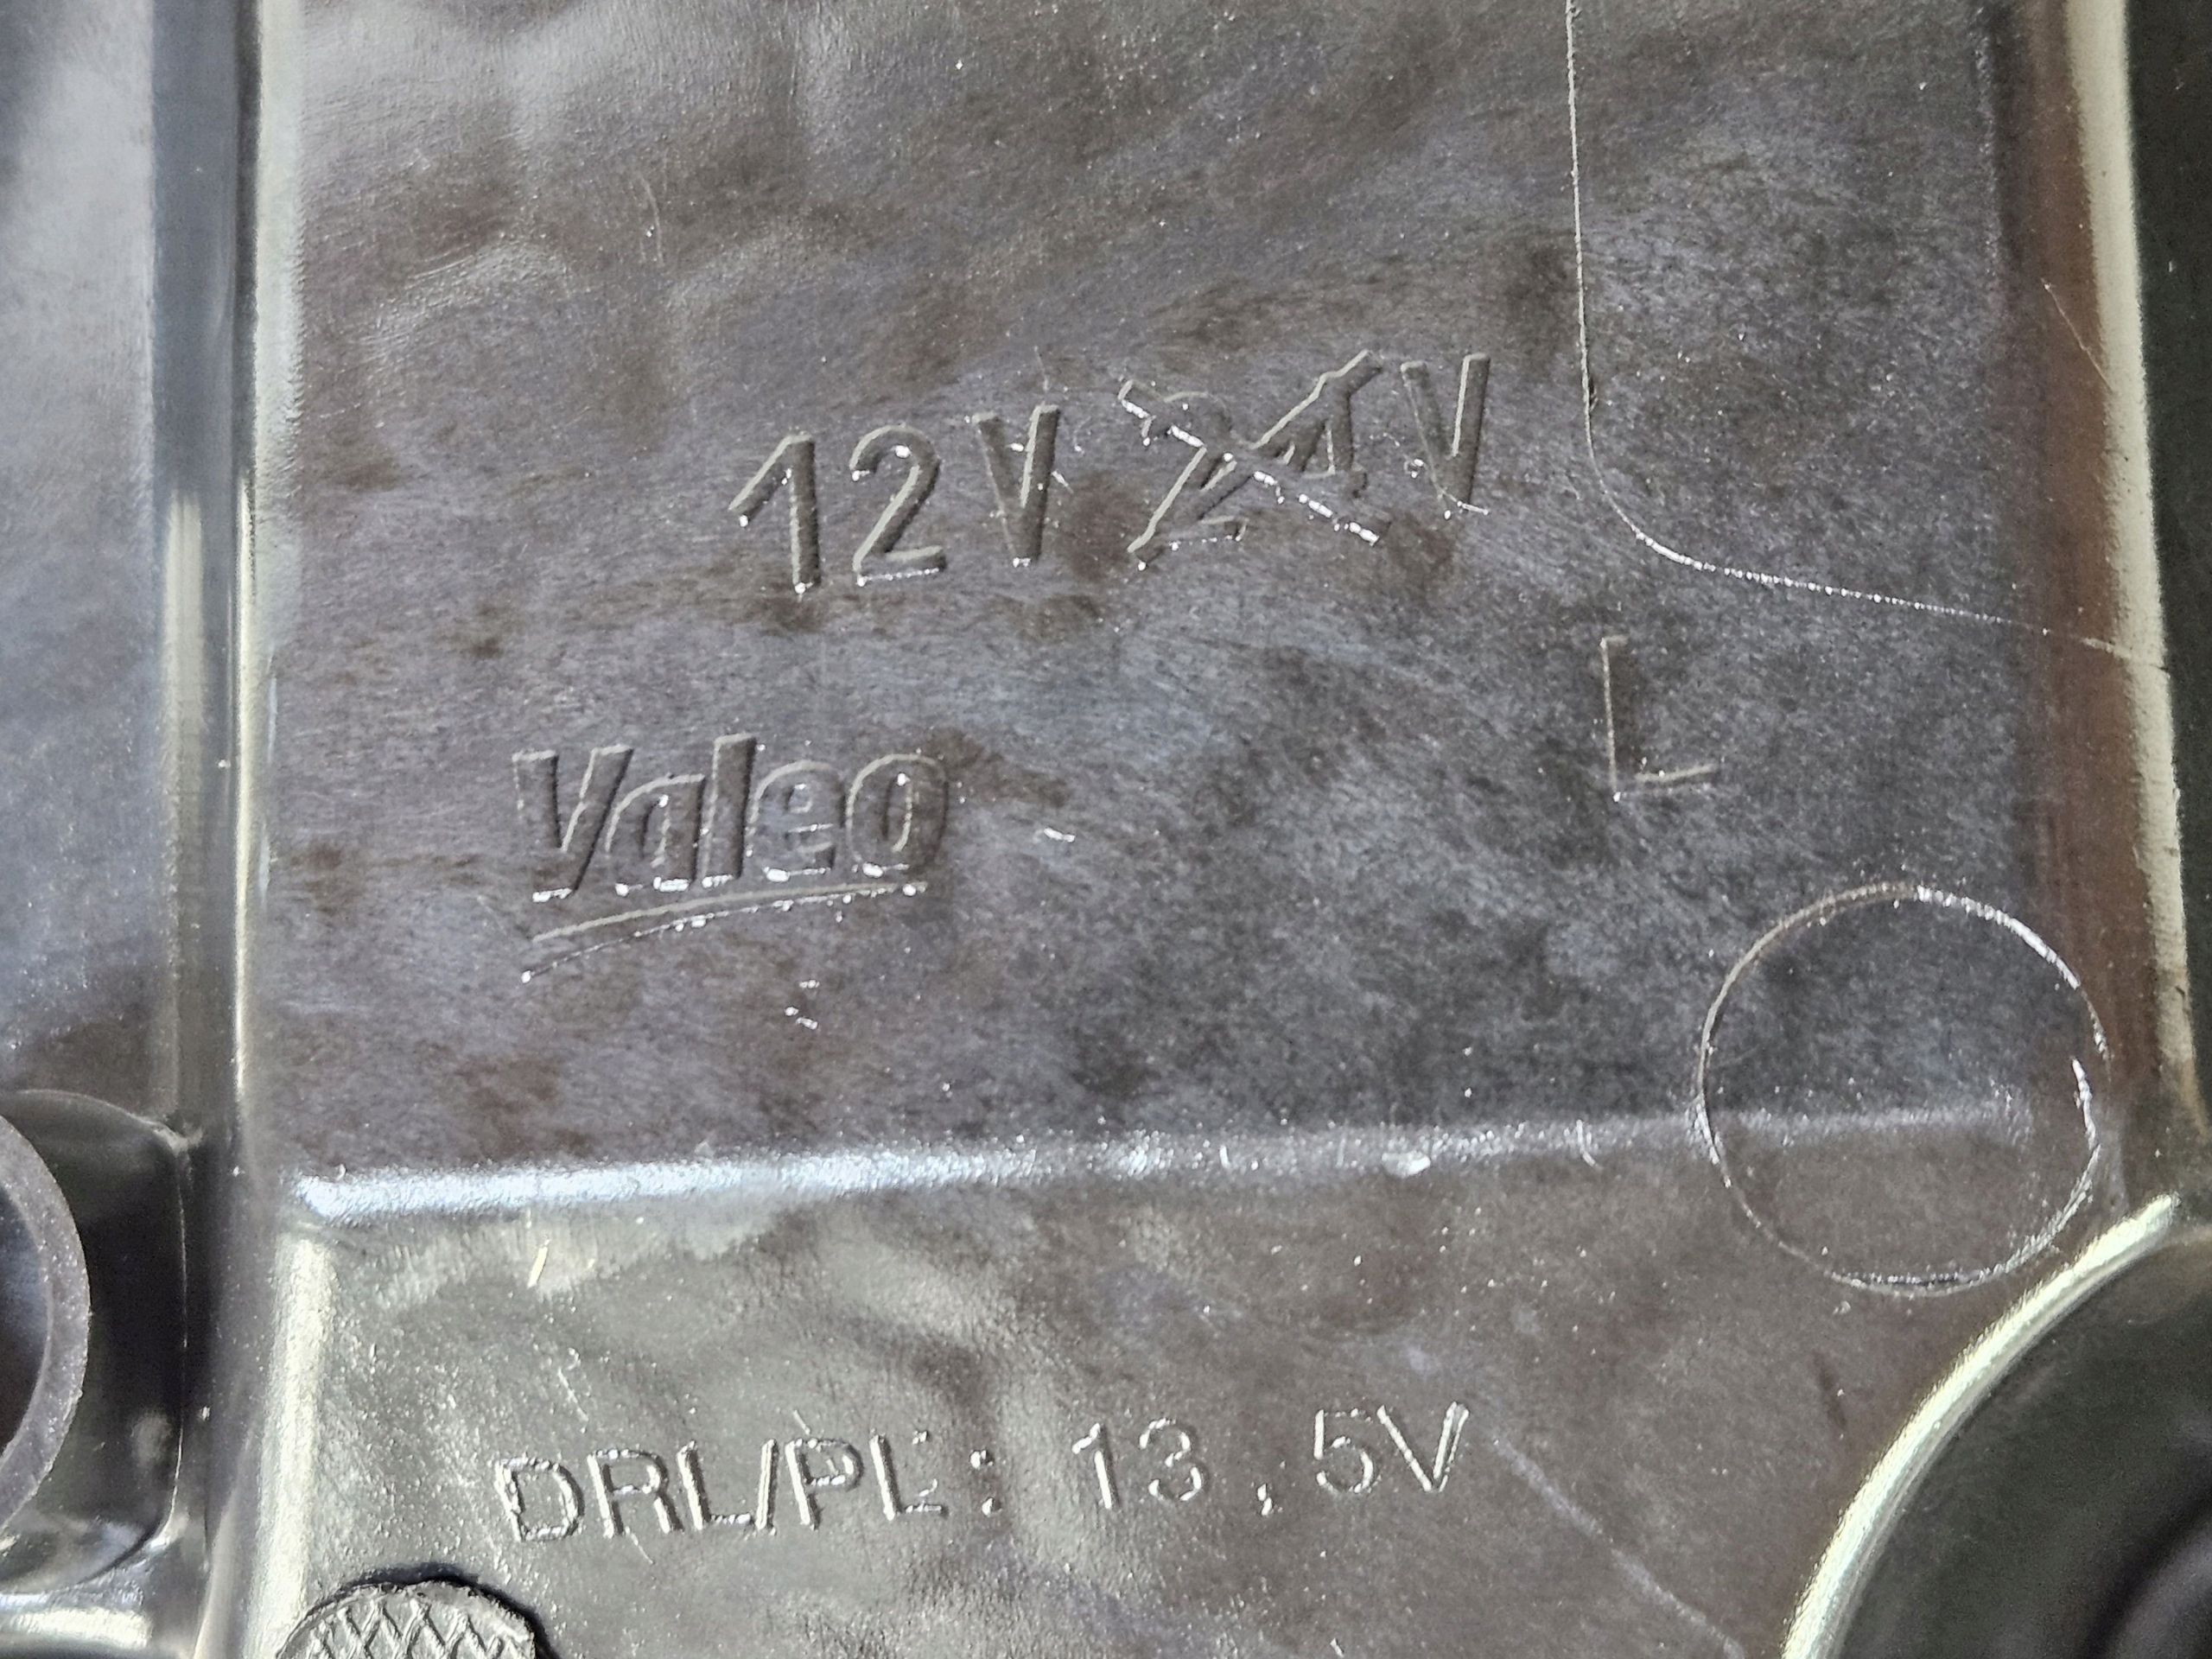 12V 24V
L
Valeo
DRL/PL: 13,5V